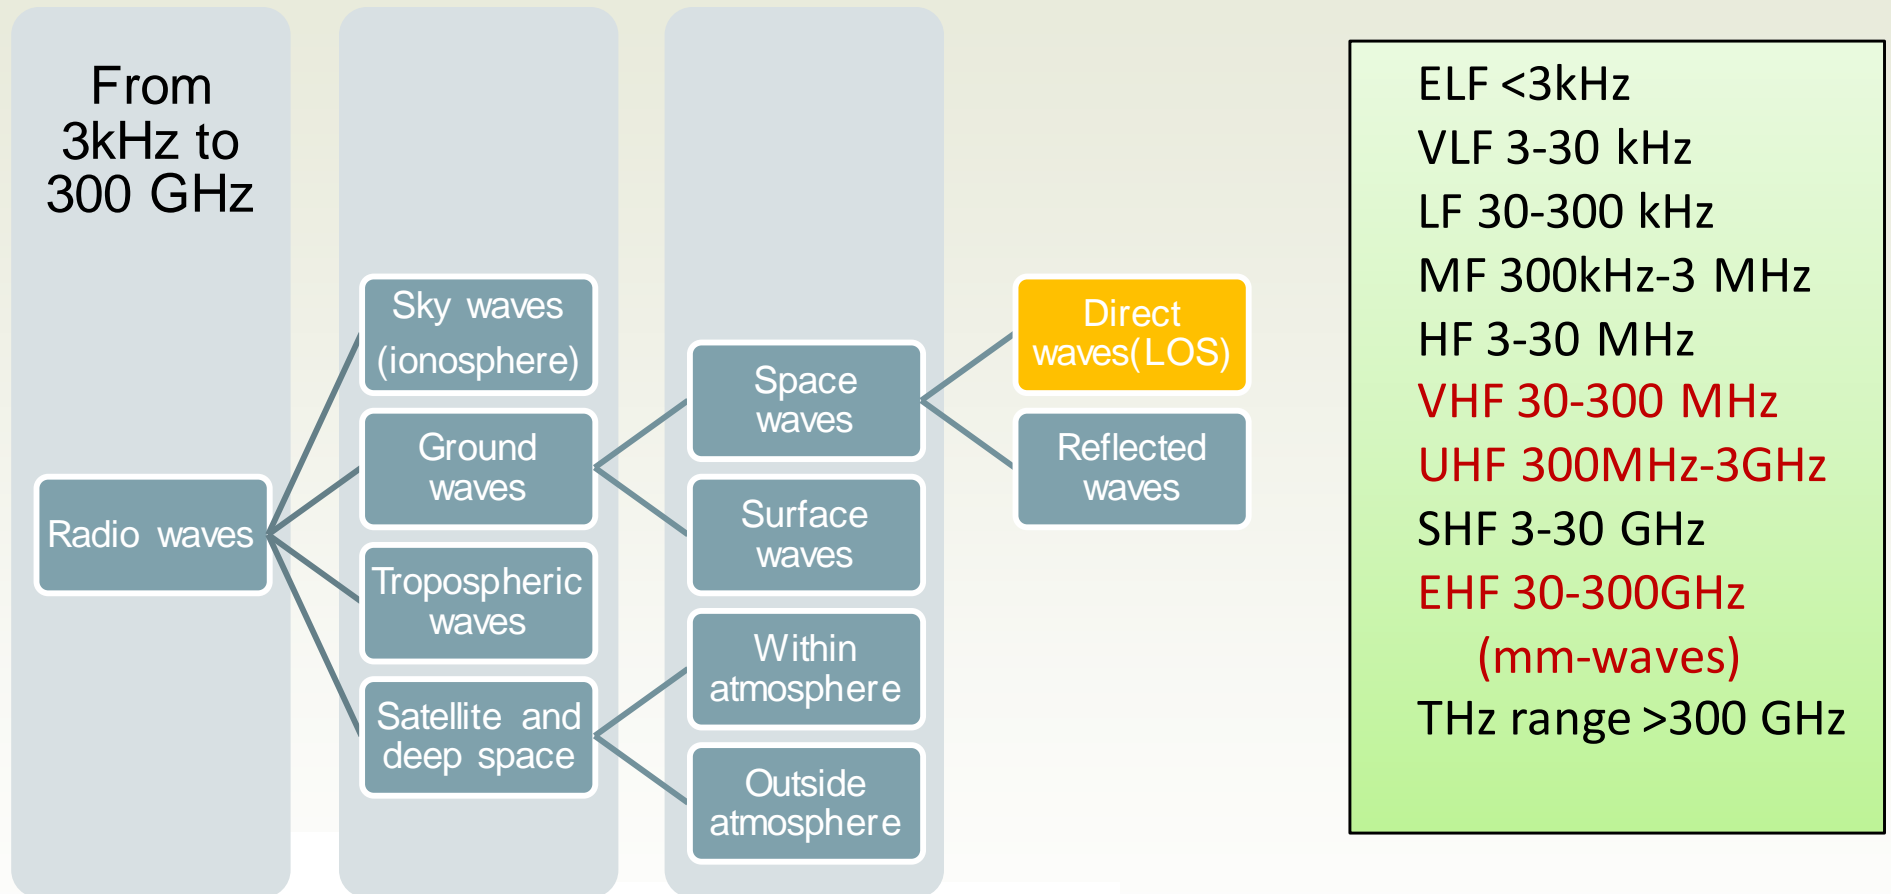 From
3kHz to
300 GHz
Radio waves
Sky waves
(ionosphere)
Ground
waves
Tropospheric
waves
Satellite and
deep space
Space
waves
Surface
waves
Within
atmosphere
Outside
atmosphere
Direct
waves(LOS)
Reflected
waves
ELF <3kHz
VLF 3-30 kHz
LF 30-300 kHz
MF 300kHz-3 MHz
HF 3-30 MHz
VHF 30-300 MHz
UHF 300MHz-3GHz
SHF 3-30 GHz
EHF 30-300GHz
(mm-waves)
THz range >300 GHz